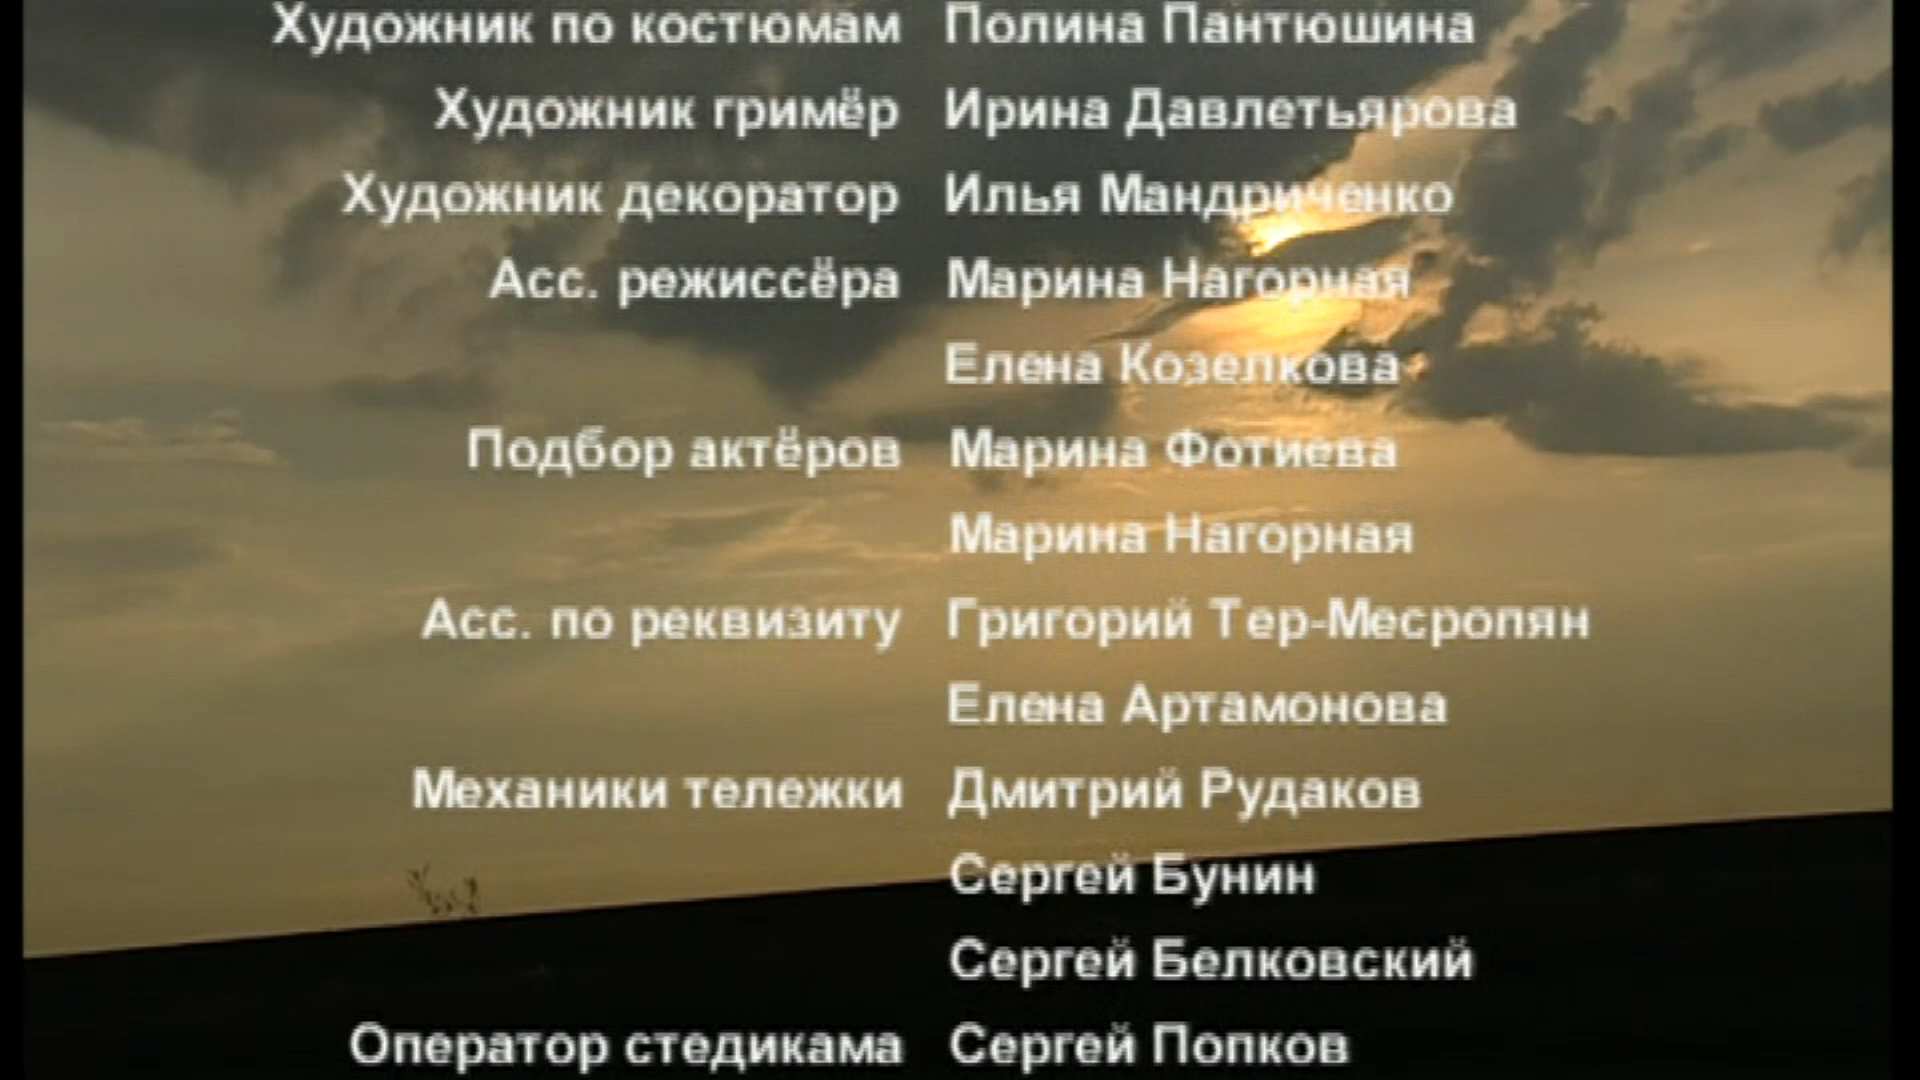 Художник по костюмам Полина Пантюшина
Художник гримёр Ирина Давлетьярова
Художник декоратор Илья Мандриченко
Асс. режиссёра Марина Нагорная
Елена Козелкова
Подбор актёров Марина Фотиева
Марина Нагорная
Асс. по реквизиту Григорий Тер-Месропян
Елена Артамонова
Механики тележки Дмитрий Рудаков
Сергей Бунин
Сергей Белковский
Оператор стедикама Сергей Попков